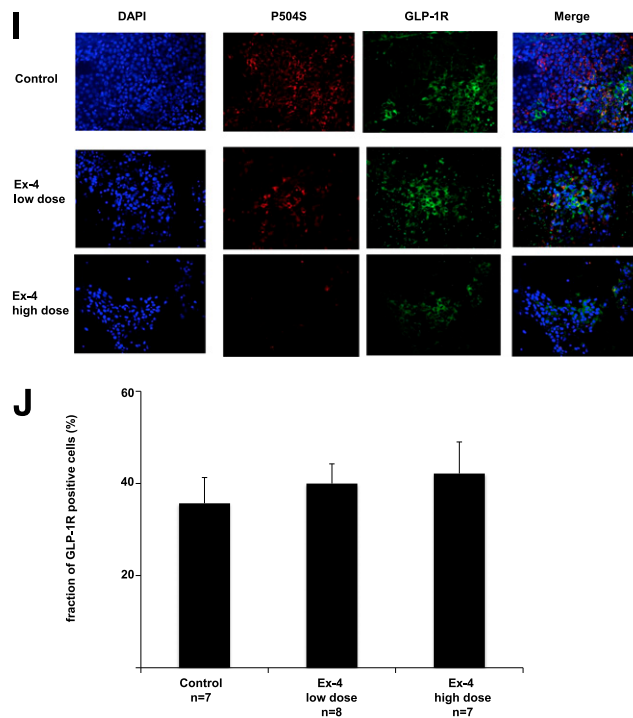 I
DAPI P504S GLP-1R Merge
Control
Ex-4
low dose
Ex-4
high dose
J
fraction of GLP-1R positive cells (%)
60
40
20
Control
n=7
Ex-4
low dose
n=8
Ex-4
high dose
n=7